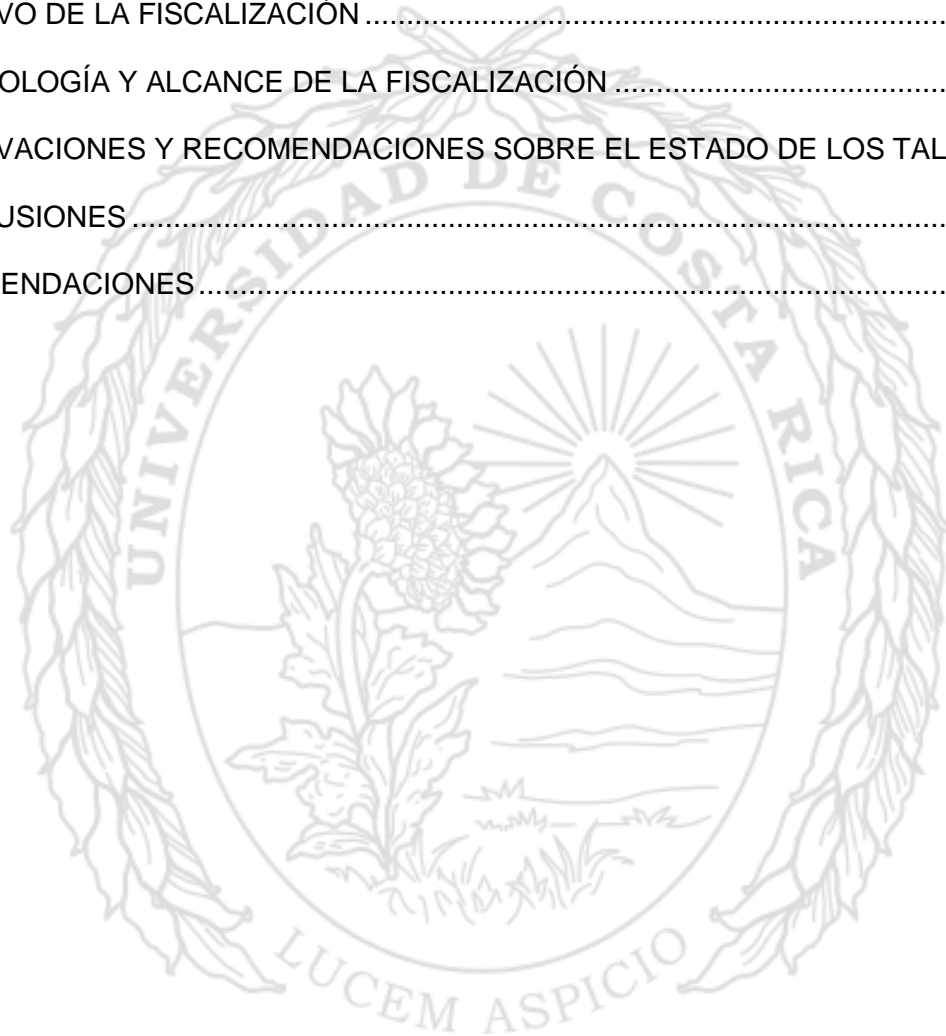 VO DE LA FISCALIZACIÓN
OLOGÍA Y ALCANCE DE LA FISCALIZACIÓN
VACIONES Y RECOMENDACIONES SOBRE EL ESTADO DE LOS TAL
USIONES
ENDACIONES
UNIVERSIDAD DE COSTA RICA
LUCEM ASPICIO